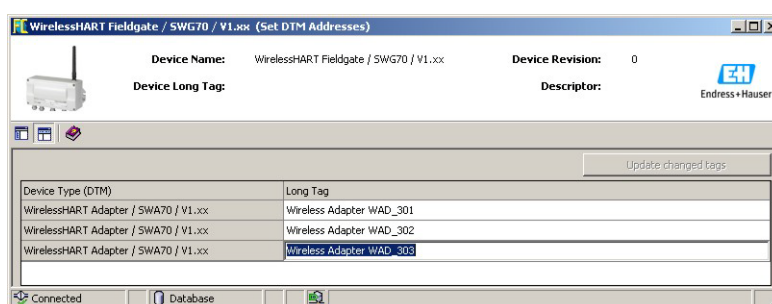 WirelessHART Fieldgate / SWG70 / V1.xx (Set DTM Addresses)
Device Name: WirelessHART Fieldgate / SWG70 / V1.xx Device Revision: 0
Device Long Tag: Descriptor:
EH
Endress+Hauser
Update changed tags
Device Type (DTM) Long Tag
WirelessHART Adapter / SWA70 / V1.xx Wireless Adapter WAD_301
WirelessHART Adapter / SWA70 / V1.xx Wireless Adapter WAD_302
WirelessHART Adapter / SWA70 / V1.xx Wireless Adapter WAD_303
Connected Database